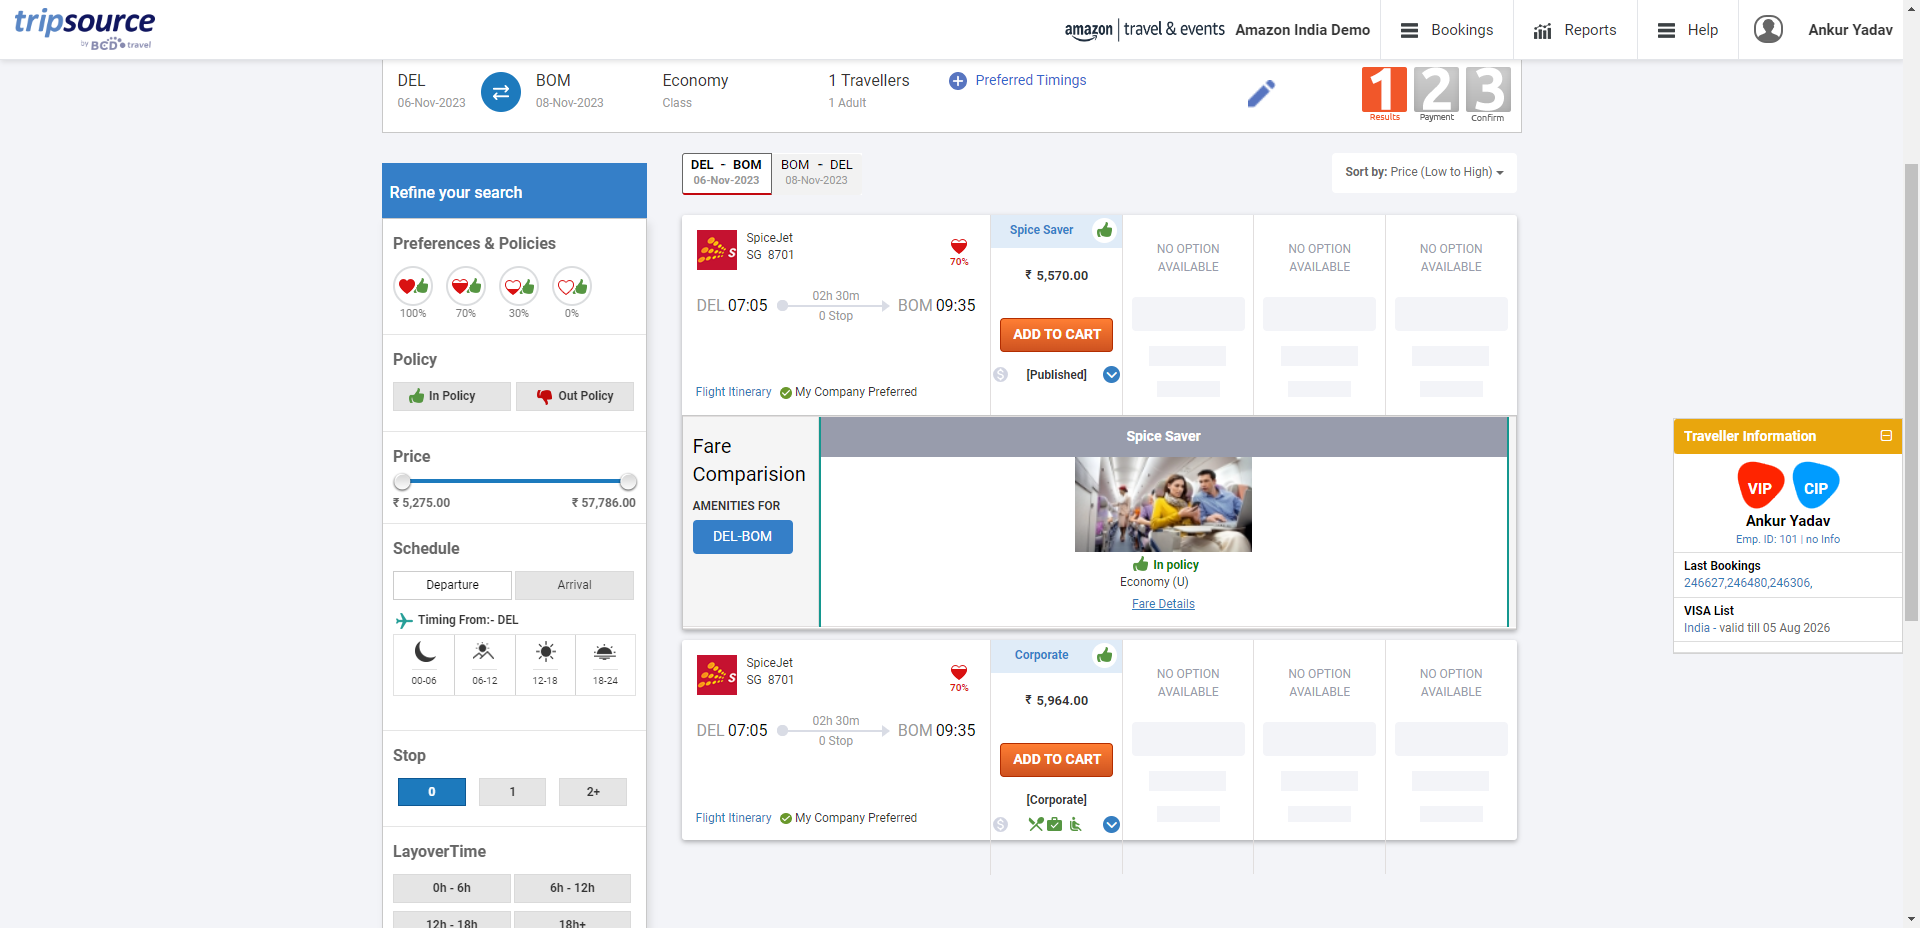 tripsource
by BCD travel
amazon travel & events
Amazon India Demo
Bookings
Reports
Help
Ankur Yadav
DEL
06-Nov-2023
BOM
08-Nov-2023
Economy
Class
1 Travellers
1 Adult
Preferred Timings
1 2 3
Results Payment Confirm
Refine your search
Preferences & Policies
100% 70% 30% 0%
Policy
In Policy
Out Policy
Price
₹ 5,275.00
₹ 57,786.00
Schedule
Departure
Arrival
Timing From:- DEL
00-06 06-12 12-18 18-24
Stop
0 1 2+
LayoverTime
0h - 6h
6h - 12h
12h - 18h
18h+
DEL - BOM
06-Nov-2023
BOM - DEL
08-Nov-2023
Sort by: Price (Low to High)
SpiceJet
SG 8701
70%
DEL 07:05
02h 30m
0 Stop
BOM 09:35
Flight Itinerary
My Company Preferred
Spice Saver
₹ 5,570.00
ADD TO CART
[Published]
NO OPTION
AVAILABLE
NO OPTION
AVAILABLE
NO OPTION
AVAILABLE
Fare
Comparision
AMENITIES FOR
DEL-BOM
Spice Saver
In policy
Economy (U)
Fare Details
SpiceJet
SG 8701
70%
DEL 07:05
02h 30m
0 Stop
BOM 09:35
Flight Itinerary
My Company Preferred
Corporate
₹ 5,964.00
ADD TO CART
[Corporate]
NO OPTION
AVAILABLE
NO OPTION
AVAILABLE
NO OPTION
AVAILABLE
Traveller Information
VIP
CIP
Ankur Yadav
Emp. ID: 101 | no Info
Last Bookings
246627,246480,246306,
VISA List
India - valid till 05 Aug 2026